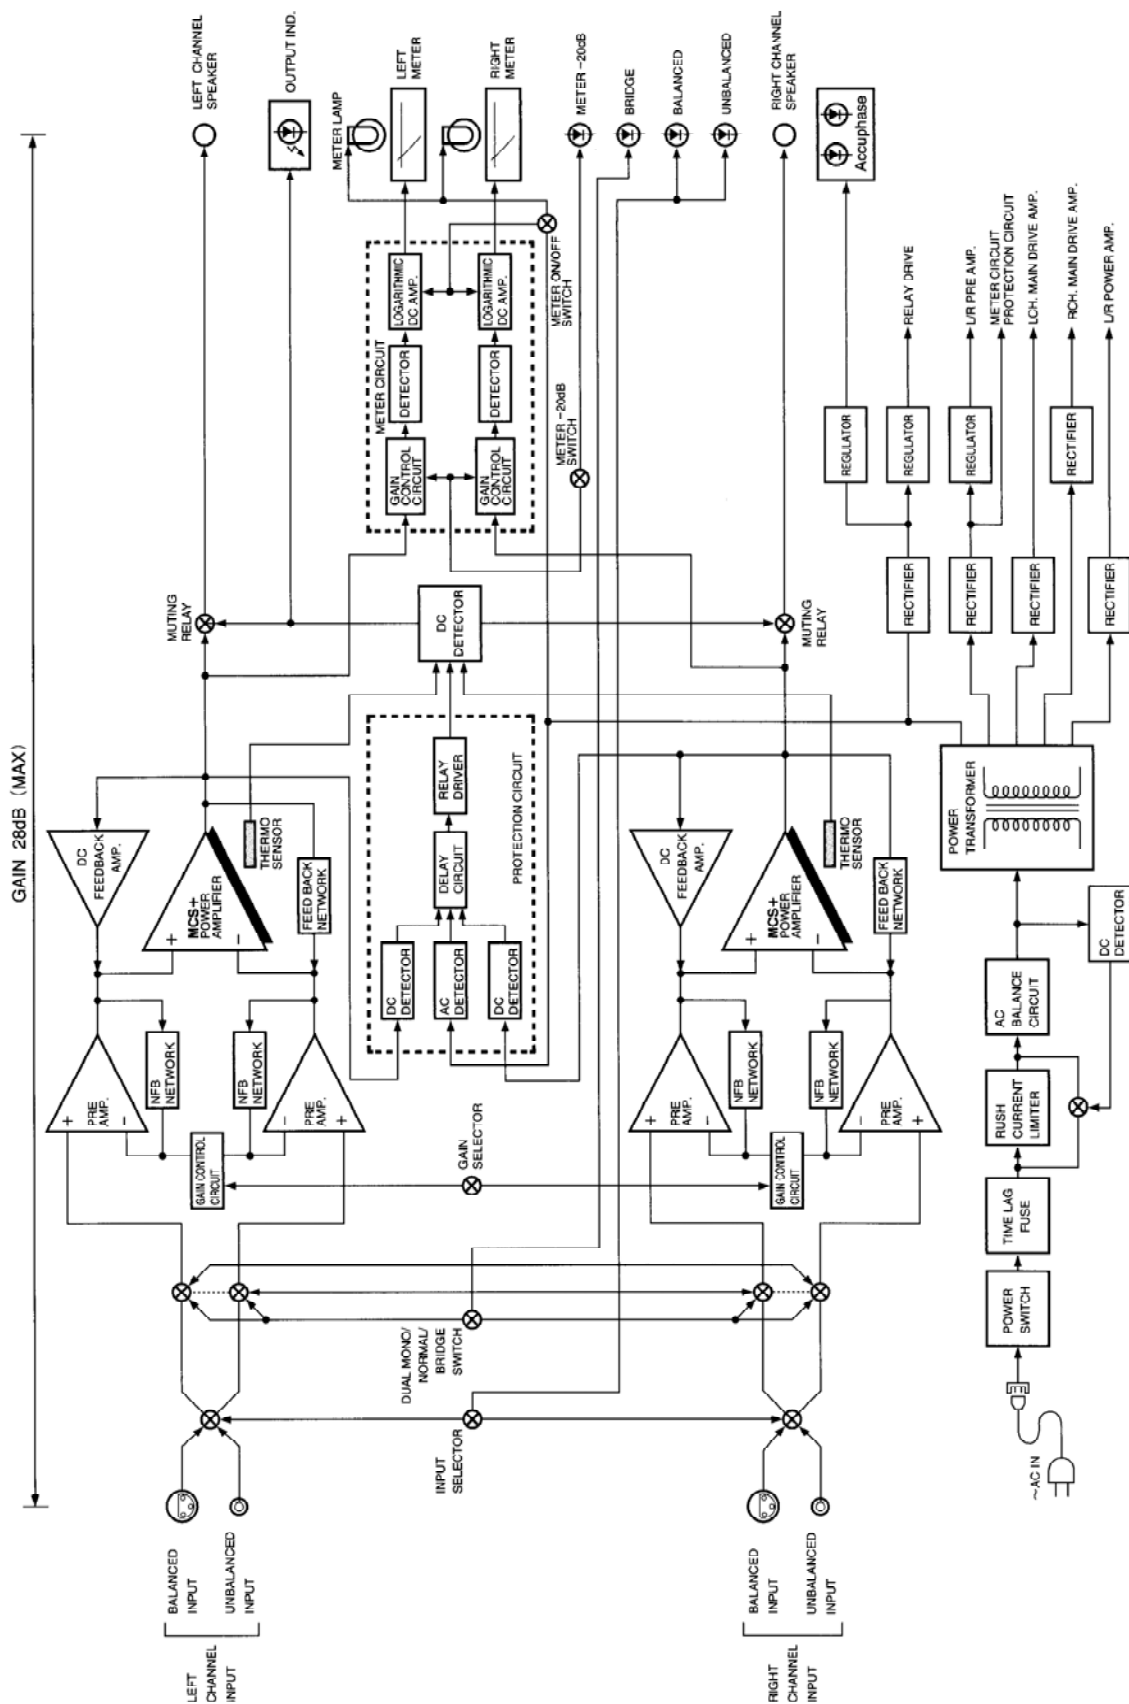 GAIN 28dB (MAX)
LEFT
CHANNEL
INPUT
BALANCED
INPUT
UNBALANCED
INPUT
PRE
AMP.
+
−
NFB
NETWORK
NFB
NETWORK
PRE
AMP.
−
+
GAIN CONTROL
CIRCUIT
DC
FEEDBACK
AMP.
MCS+
POWER
AMPLIFIER
+
−
FEED BACK
NETWORK
THERMO
SENSOR
MUTING
RELAY
LEFT CHANNEL
SPEAKER
OUTPUT IND.
METER LAMP
LEFT
METER
RIGHT
METER
METER CIRCUIT
GAIN
CONTROL
CIRCUIT
DETECTOR
LOGARITHMIC
DC AMP.
GAIN
CONTROL
CIRCUIT
DETECTOR
LOGARITHMIC
DC AMP.
METER ON/OFF
SWITCH
METER -20dB
SWITCH
METER -20dB
BRIDGE
BALANCED
UNBALANCED
DC
DETECTOR
DC
DETECTOR
AC
DETECTOR
DC
DETECTOR
DELAY
CIRCUIT
RELAY
DRIVER
PROTECTION CIRCUIT
GAIN
SELECTOR
DUAL MONO/
NORMAL/
BRIDGE
SWITCH
INPUT
SELECTOR
RIGHT
CHANNEL
INPUT
BALANCED
INPUT
UNBALANCED
INPUT
PRE
AMP.
+
−
NFB
NETWORK
NFB
NETWORK
PRE
AMP.
−
+
GAIN CONTROL
CIRCUIT
DC
FEEDBACK
AMP.
MCS+
POWER
AMPLIFIER
+
−
FEED BACK
NETWORK
THERMO
SENSOR
MUTING
RELAY
RIGHT CHANNEL
SPEAKER
Accuphase
~AC IN
POWER
SWITCH
TIME LAG
FUSE
RUSH
CURRENT
LIMITER
AC
BALANCE
CIRCUIT
DC
DETECTOR
POWER
TRANSFORMER
RECTIFIER
RECTIFIER
RECTIFIER
RECTIFIER
RECTIFIER
REGULATOR
REGULATOR
REGULATOR
RELAY DRIVE
L/R PRE AMP.
METER CIRCUIT
PROTECTION CIRCUIT
LCH. MAIN DRIVE AMP.
RCH. MAIN DRIVE AMP.
L/R POWER AMP.